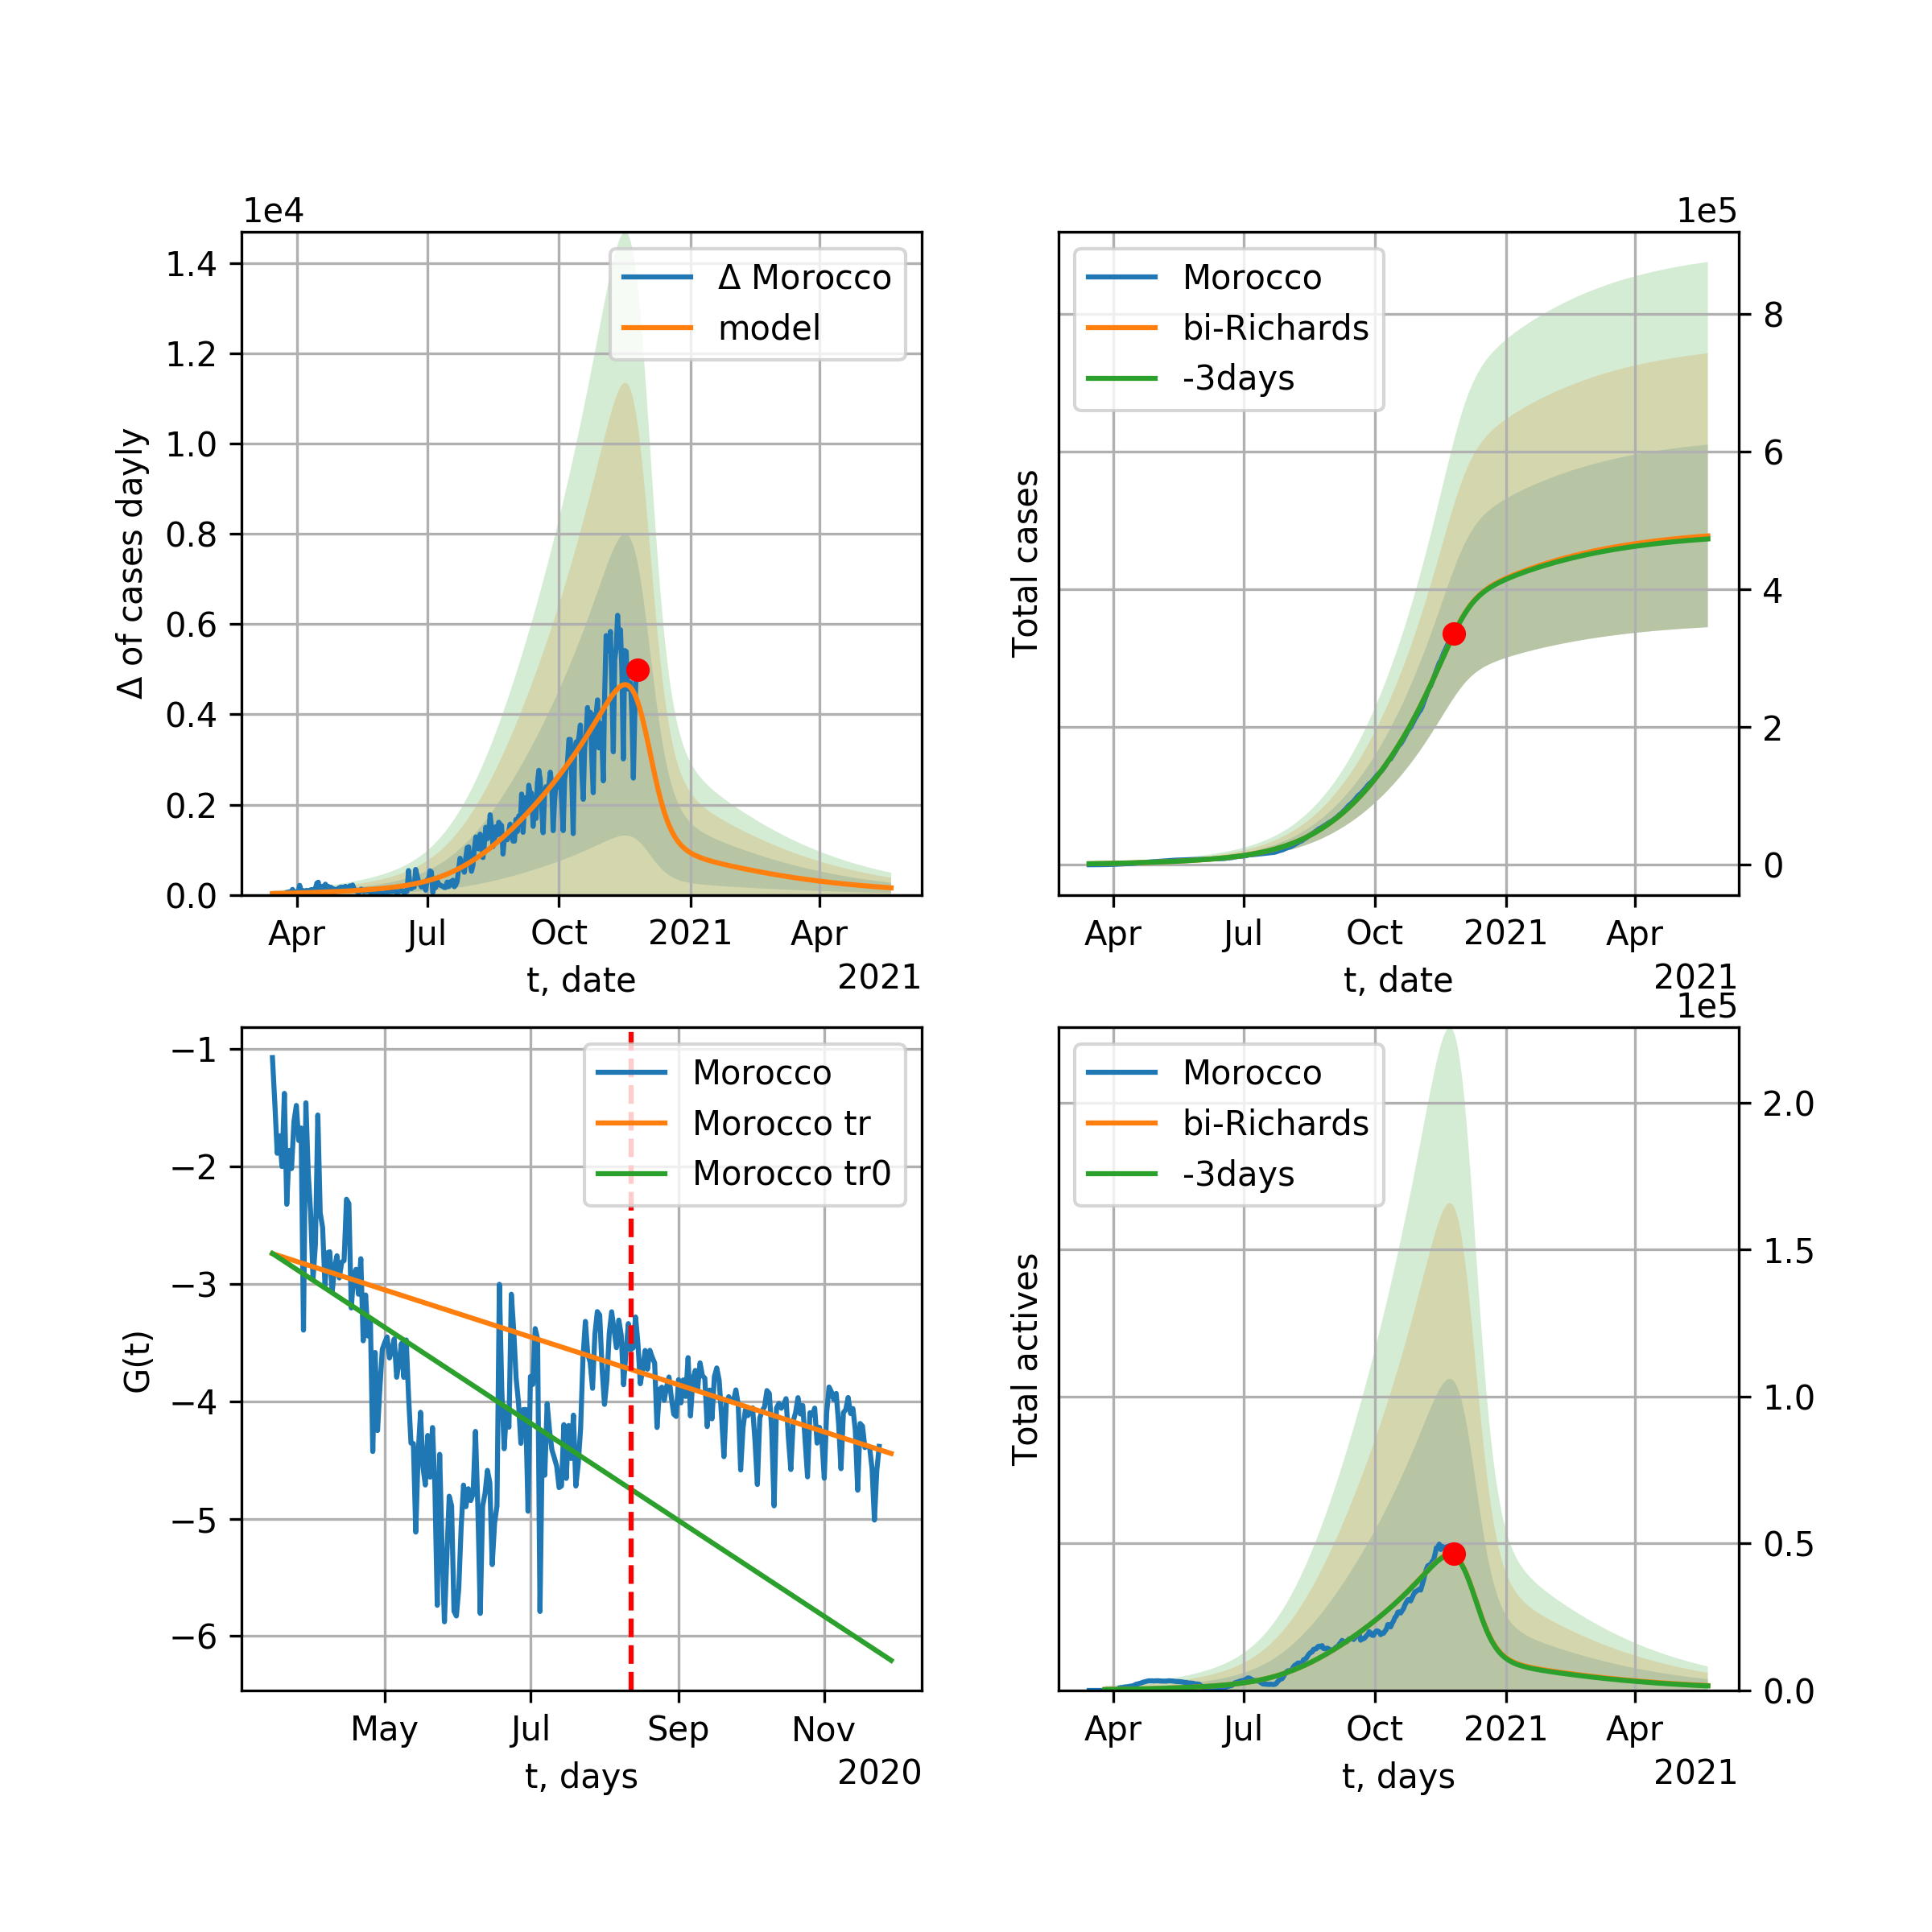 1e4
Δ of cases dayly
1.4
1.2
1.0
0.8
0.6
0.4
0.2
0.0
Δ Morocco
model
Apr Jul Oct 2021 Apr
t, date
2021
1e5
Total cases
Morocco
bi-Richards
-3days
8
6
4
2
0
Apr Jul Oct 2021 Apr
t, date
2021
G(t)
−1
−2
−3
−4
−5
−6
Morocco
Morocco tr
Morocco tr0
May Jul Sep Nov
t, days
2020
1e5
Total actives
Morocco
bi-Richards
-3days
2.0
1.5
1.0
0.5
0.0
Apr Jul Oct 2021 Apr
t, days
2021